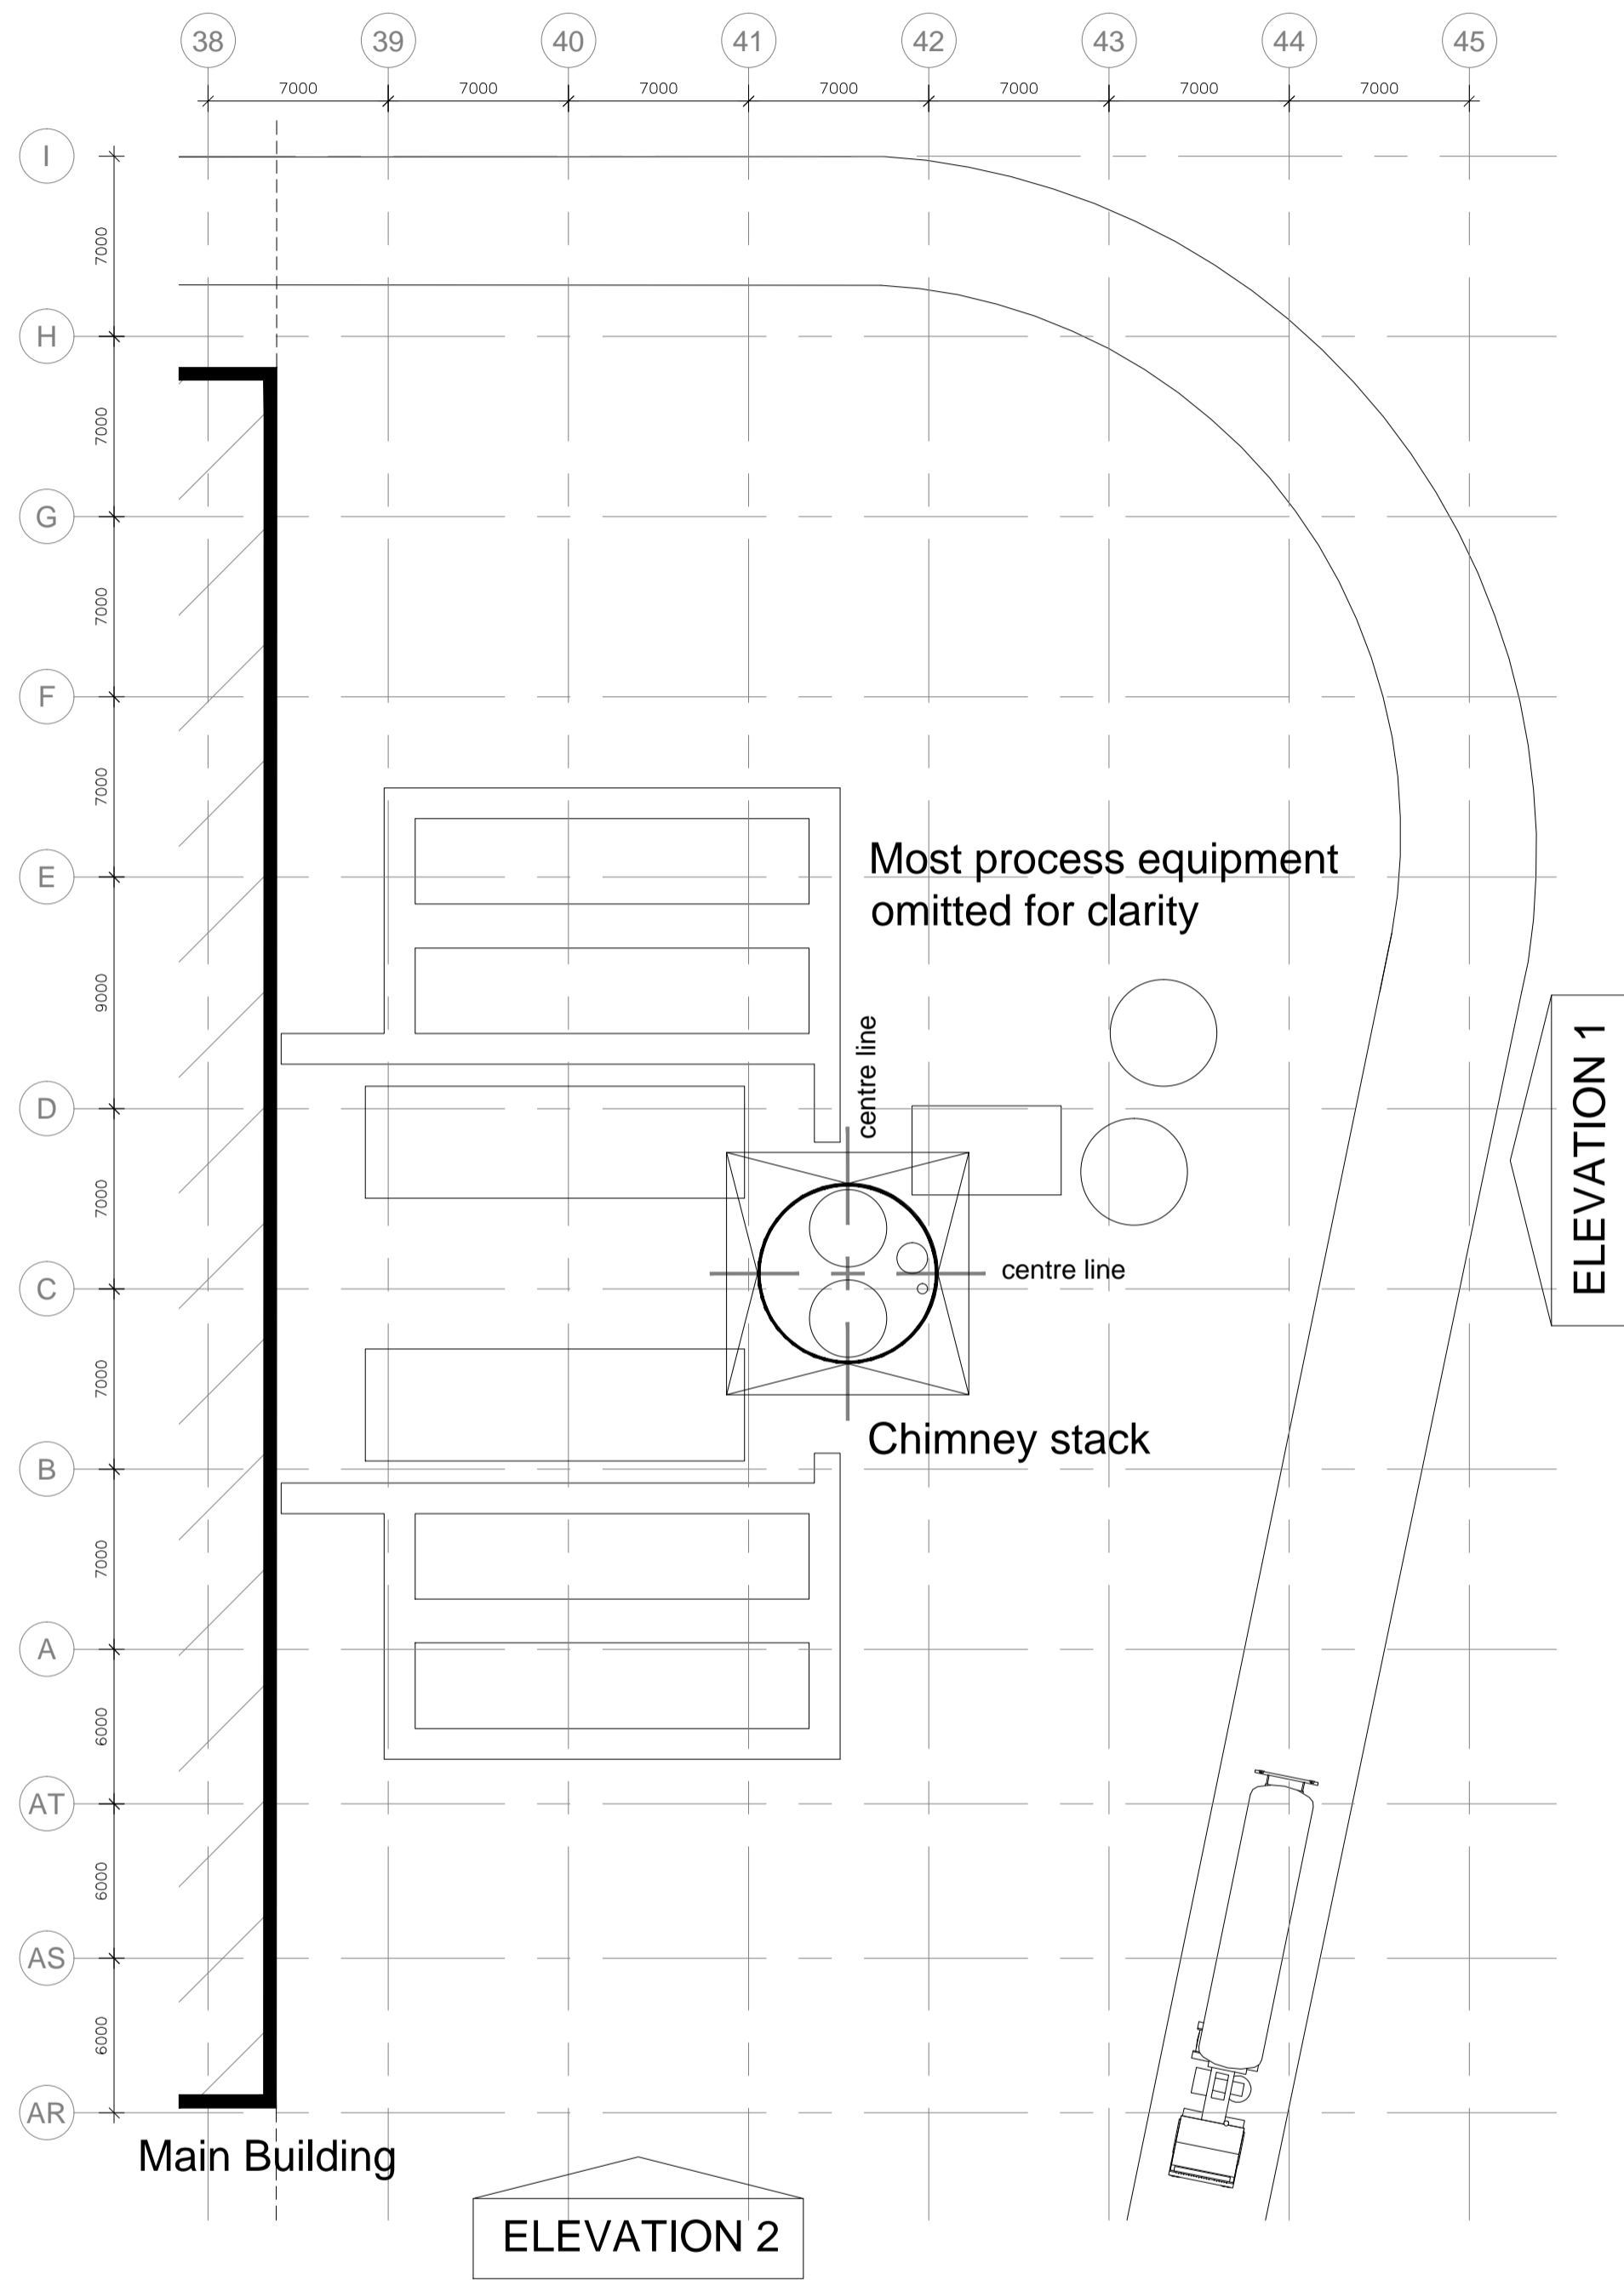 38 39 40 41 42 43 44 45
7000 7000 7000 7000 7000 7000 7000
I
7000
H
7000
G
7000
F
7000
E
Most process equipment
omitted for clarity
9000
centre line
D
ELEVATION 1
7000
C
centre line
7000
Chimney stack
B
7000
A
6000
AT
6000
AS
6000
AR
Main Building
ELEVATION 2